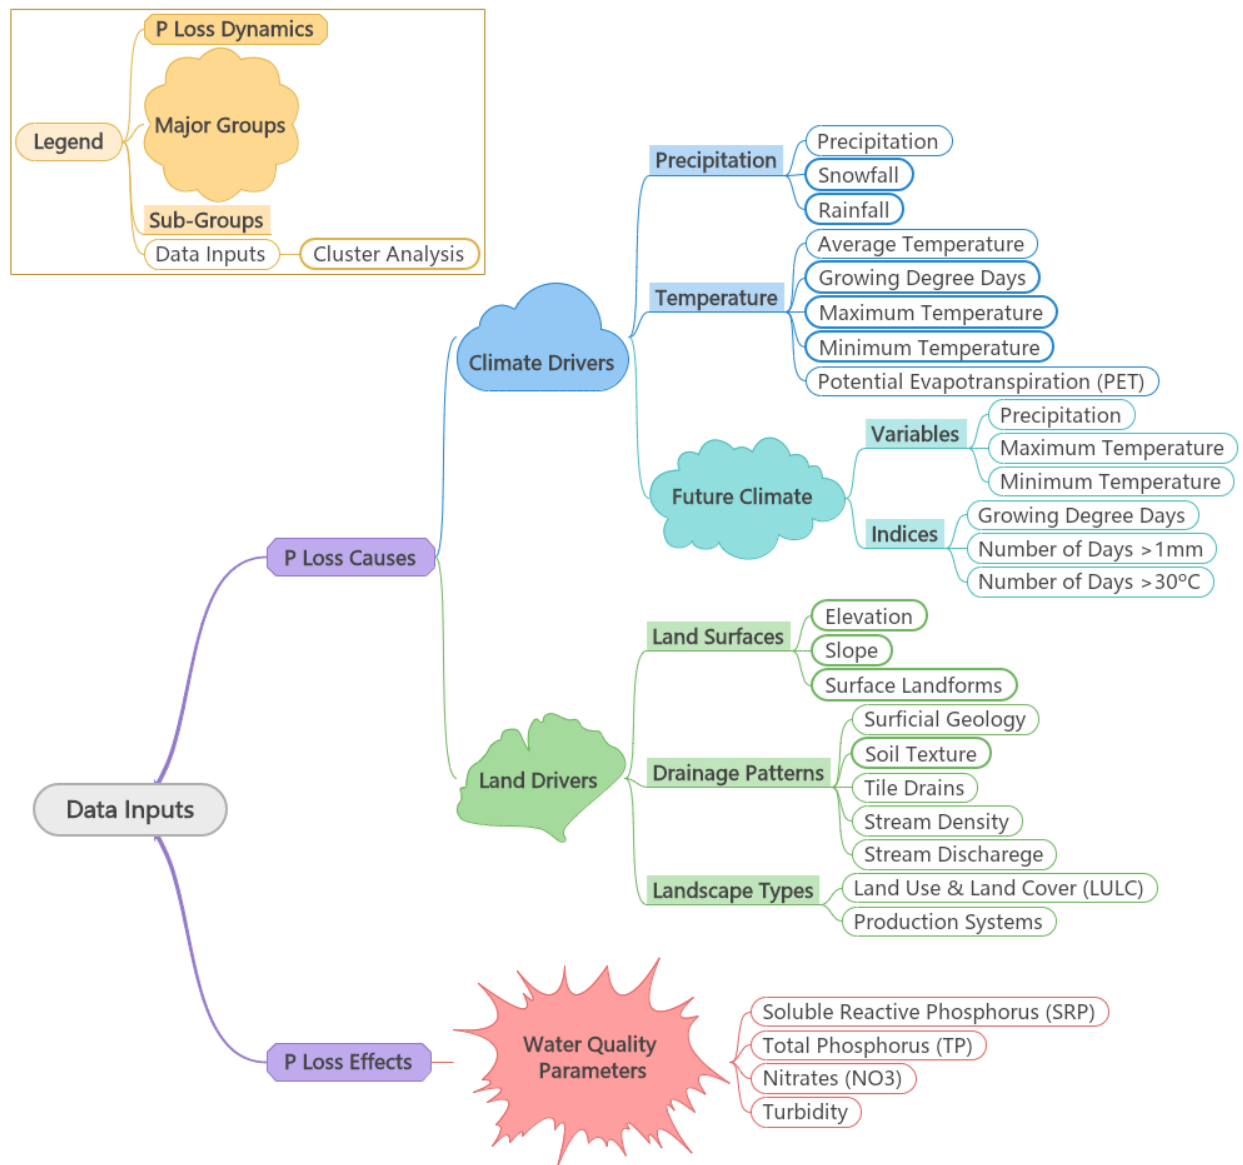 P Loss Dynamics
Major Groups
Legend
Sub-Groups
Data Inputs
Cluster Analysis
Precipitation
Precipitation
Snowfall
Rainfall
Climate Drivers
Temperature
Average Temperature
Growing Degree Days
Maximum Temperature
Minimum Temperature
Potential Evapotranspiration (PET)
Future Climate
Variables
Precipitation
Maximum Temperature
Minimum Temperature
Indices
Growing Degree Days
Number of Days >1mm
Number of Days >30ºC
P Loss Causes
Land Surfaces
Elevation
Slope
Surface Landforms
Land Drivers
Drainage Patterns
Surficial Geology
Soil Texture
Tile Drains
Stream Density
Stream Discharege
Landscape Types
Land Use & Land Cover (LULC)
Production Systems
Data Inputs
P Loss Effects
Water Quality
Parameters
Soluble Reactive Phosphorus (SRP)
Total Phosphorus (TP)
Nitrates (NO3)
Turbidity